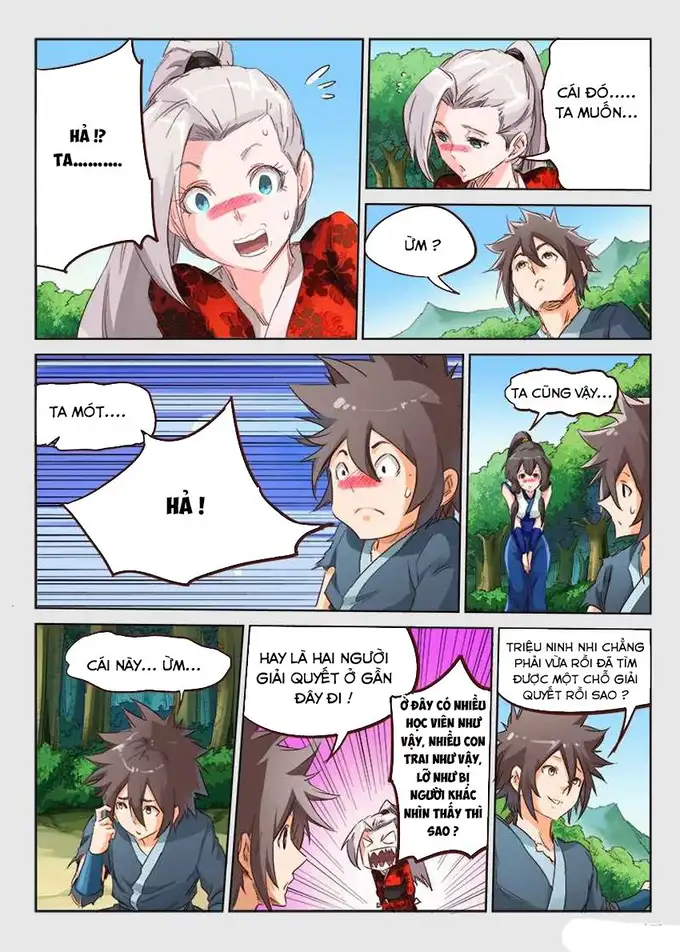 HẢ !?
TA..........
CÁI ĐÓ.....
TA MUỐN...
ỪM ?
TA MÓT....
HẢ !
TA CŨNG VẬY...
CÁI NÀY... ỪM...
HAY LÀ HAI NGƯỜI
GIẢI QUYẾT Ở GẦN
ĐÂY ĐI !
Ở ĐÂY CÓ NHIỀU
HỌC VIÊN NHƯ
VẬY, NHIỀU CON
TRAI NHƯ VẬY,
LỠ NHƯ BỊ
NGƯỜI KHÁC
NHÌN THẤY THÌ
SAO ?
TRIỆU NINH NHI CHẲNG
PHẢI VỪA RỒI ĐÃ TÌM
ĐƯỢC MỘT CHỖ GIẢI
QUYẾT RỒI SAO ?